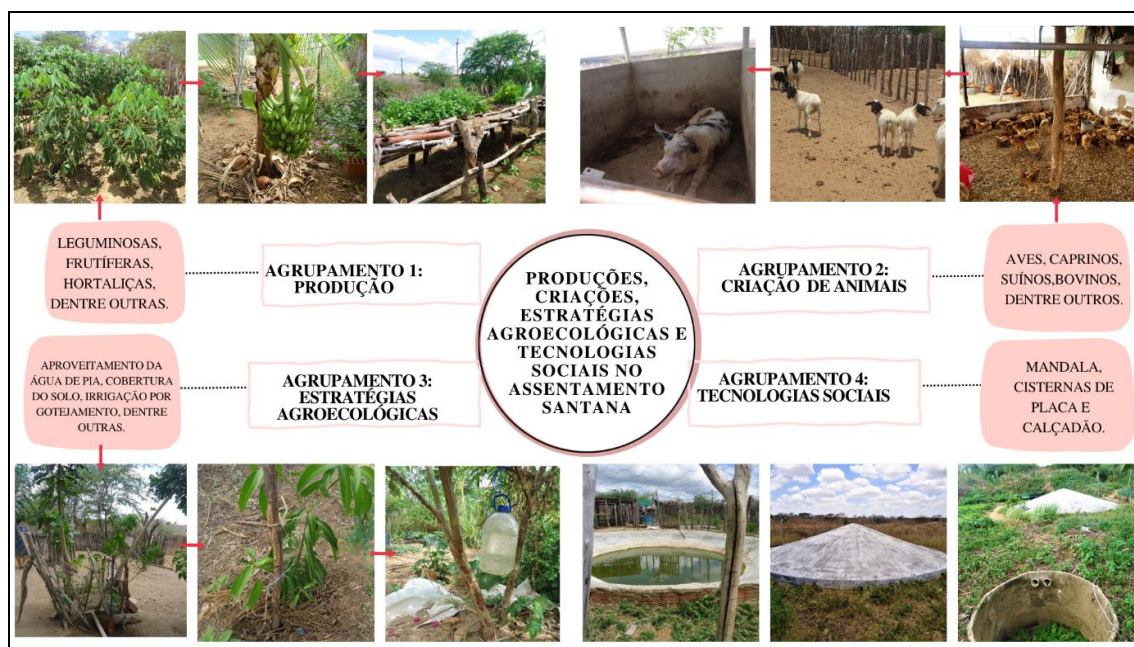 LEGUMINOSAS,
FRUTÍFERAS,
HORTALIÇAS,
DENTRE OUTRAS.
AGRUPAMENTO 1:
PRODUÇÃO
PRODUÇÕES,
CRIAÇÕES,
ESTRATÉGIAS
AGROECOLÓGICAS E
TECNOLOGIAS
SOCIAIS NO
ASSENTAMENTO
SANTANA
AGRUPAMENTO 2:
CRIAÇÃO DE ANIMAIS
AVES, CAPRINOS,
SUÍNOS,BOVINOS,
DENTRE OUTROS.
APROVEITAMENTO DA
ÁGUA DE PIA, COBERTURA
DO SOLO, IRRIGAÇÃO POR
GOTEJAMENTO, DENTRE
OUTRAS.
AGRUPAMENTO 3:
ESTRATÉGIAS
AGROECOLÓGICAS
AGRUPAMENTO 4:
TECNOLOGIAS SOCIAIS
MANDALA,
CISTERNAS DE
PLACA E
CALÇADÃO.